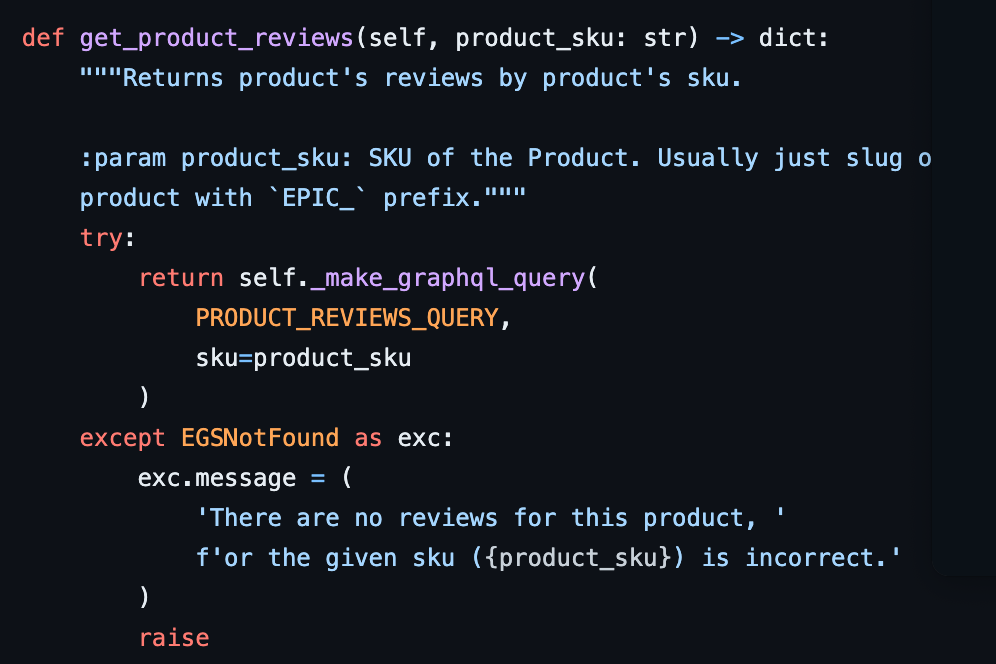 def get_product_reviews(self, product_sku: str) -> dict:
    """Returns product's reviews by product's sku.

    :param product_sku: SKU of the Product. Usually just slug o
    product with `EPIC_` prefix."""
    try:
        return self._make_graphql_query(
            PRODUCT_REVIEWS_QUERY,
            sku=product_sku
        )
    except EGSNotFound as exc:
        exc.message = (
            'There are no reviews for this product, '
            f'or the given sku ({product_sku}) is incorrect.'
        )
        raise